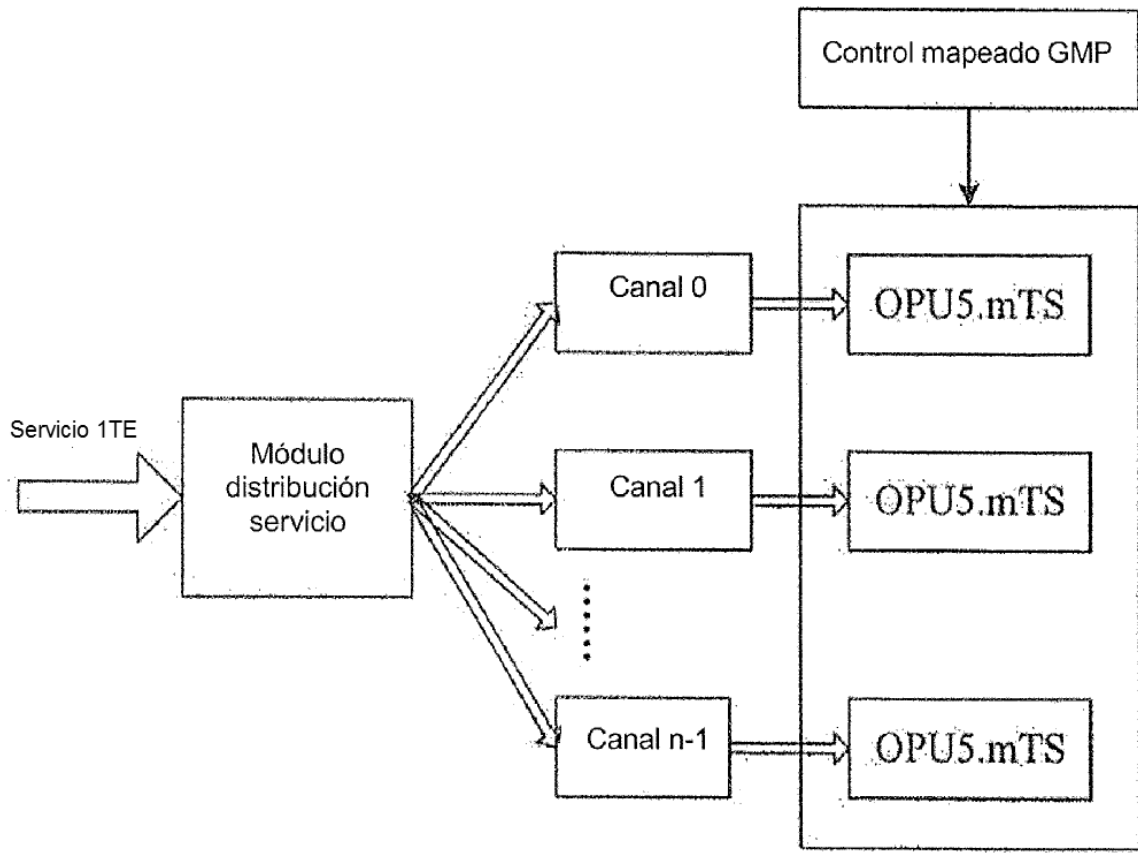 Control mapeado GMP
Canal 0
OPU5.mTS
Servicio 1TE
Módulo
distribución
servicio
Canal 1
OPU5.mTS
Canal n-1
OPU5.mTS